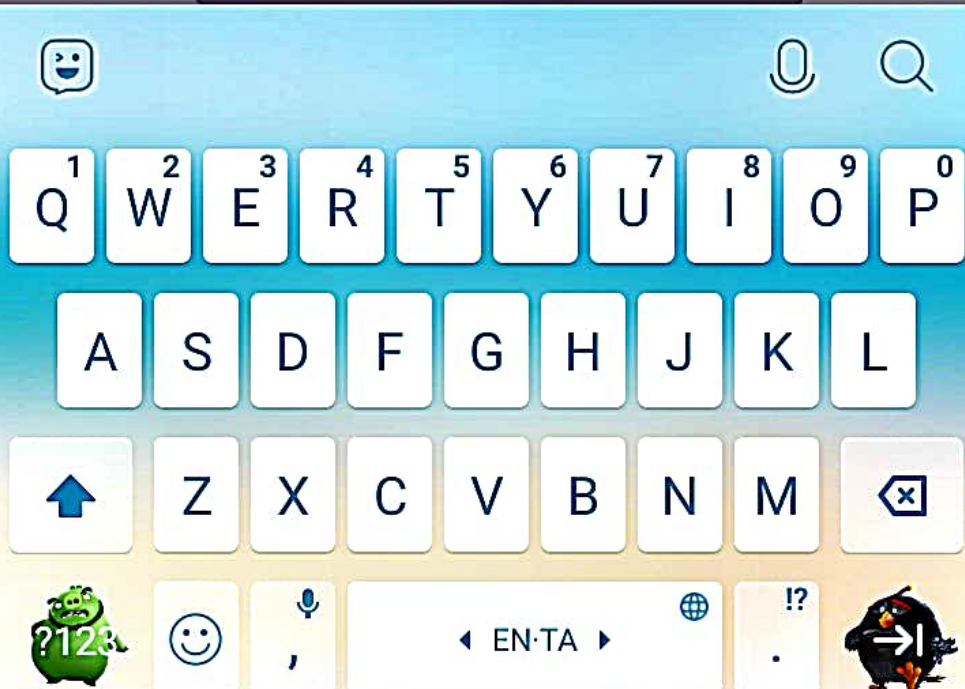 1 2 3 4 5 6 7 8 9 0
Q W E R T Y U I O P
A S D F G H J K L
Z X C V B N M
!?
?123 , EN·TA .